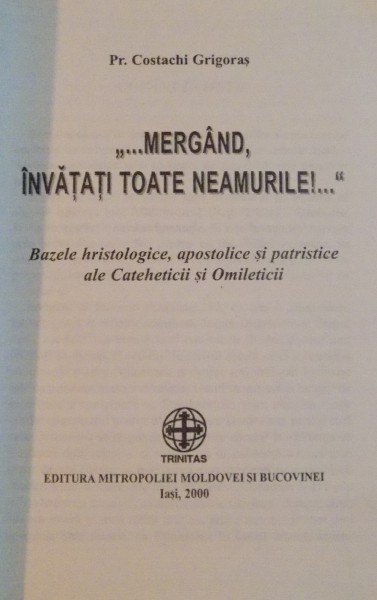 Pr. Costachi Grigoraș
„...MERGÂND,
ÎNVĂȚAȚI TOATE NEAMURILE!...“
Bazele hristologice, apostolice și patristice
ale Cateheticii și Omileticii
TRINITAS
EDITURA MITROPOLIEI MOLDOVEI ȘI BUCOVINEI
Iași, 2000